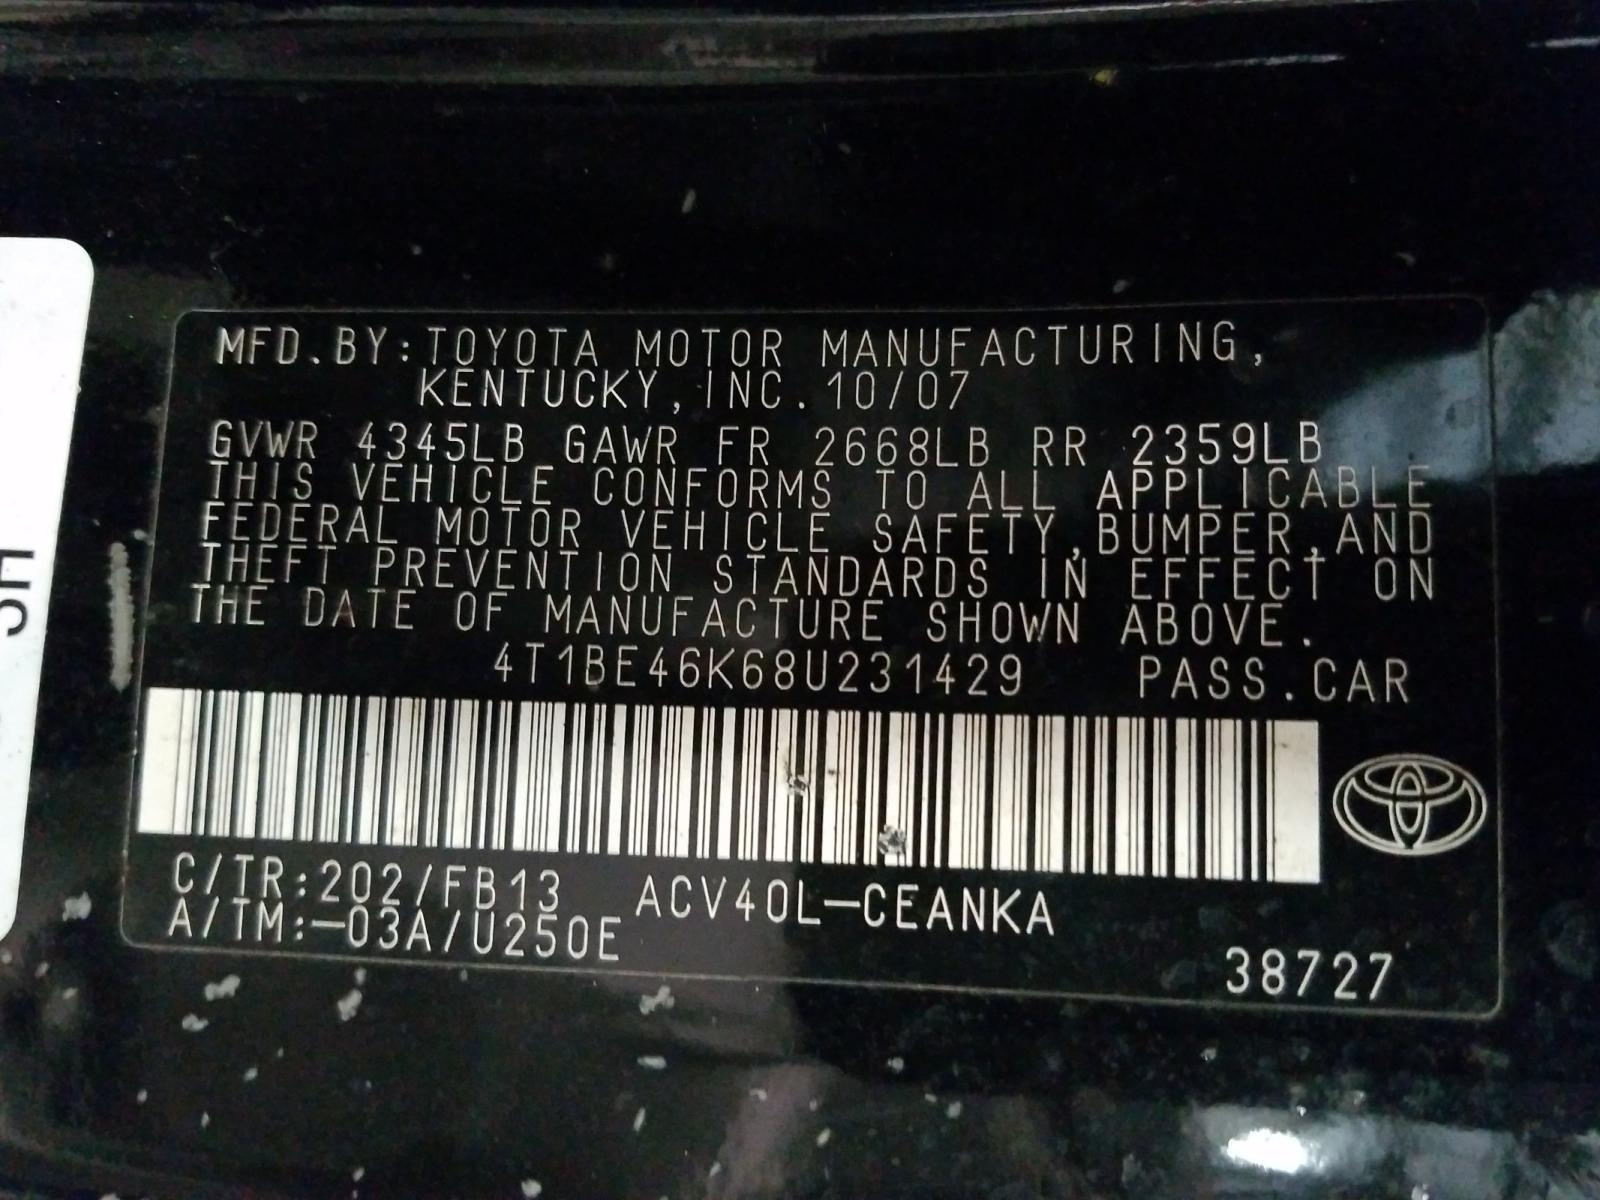 MFD.BY:TOYOTA MOTOR MANUFACTURING,
KENTUCKY, INC. 10/07
GVWR 4345LB GAWR FR 2668LB RR 2359LB
THIS VEHICLE CONFORMS TO ALL APPLICABLE
FEDERAL MOTOR VEHICLE SAFETY,BUMPER,AND
THEFT PREVENTION STANDARDS IN EFFECT ON
THE DATE OF MANUFACTURE SHOWN ABOVE.
4T1BE46K68U231429 PASS.CAR
C/TR:202/FB13 ACV40L-CEANKA
A/TM:-03A/U250E
38727